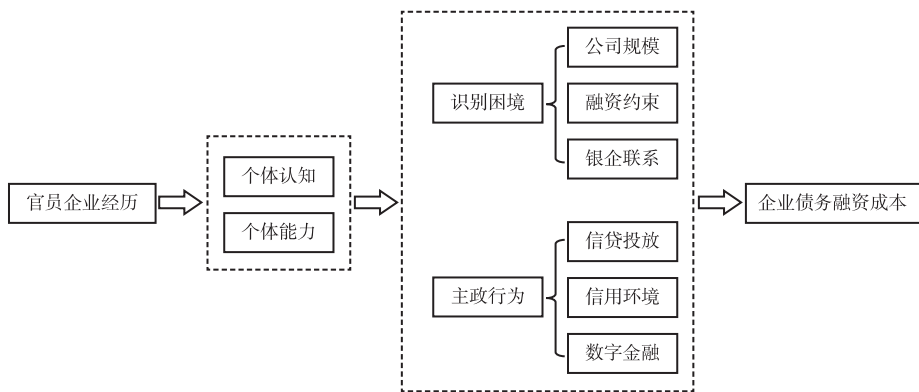 官员企业经历
个体认知
个体能力
识别困境
公司规模
融资约束
银企联系
主政行为
信贷投放
信用环境
数字金融
企业债务融资成本